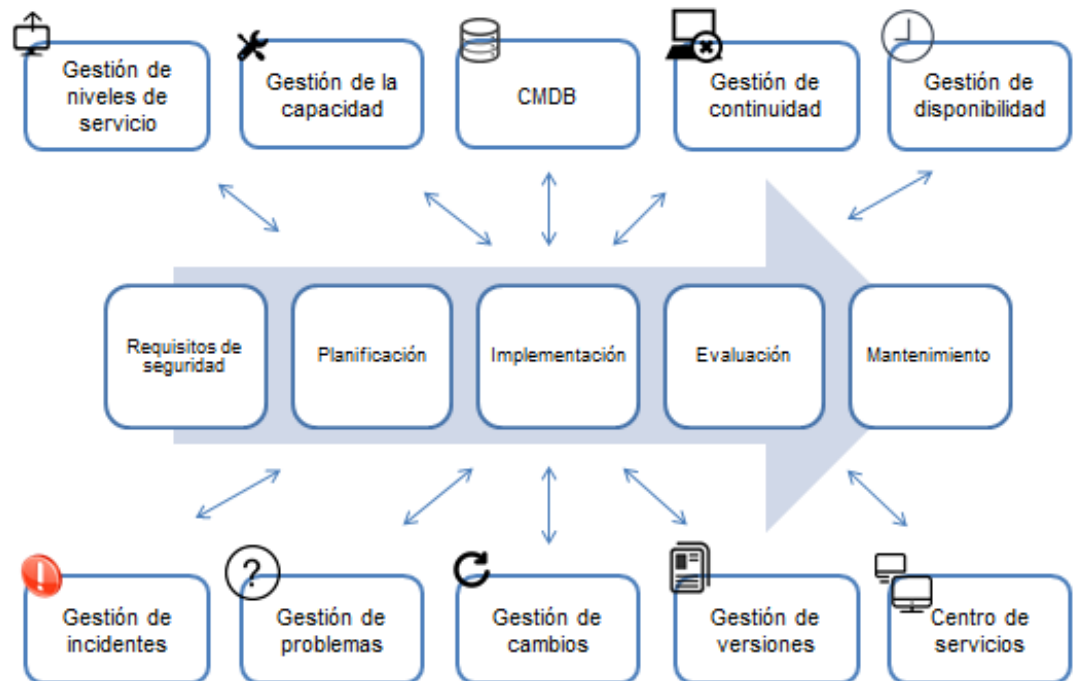 Gestión de
niveles de
servicio
Gestión de la
capacidad
CMDB
Gestión de
continuidad
Gestión de
disponibilidad
Requisitos de
seguridad
Planificación
Implementación
Evaluación
Mantenimiento
Gestión de
incidentes
?
Gestión de
problemas
Gestión de
cambios
Gestión de
versiones
Centro de
servicios